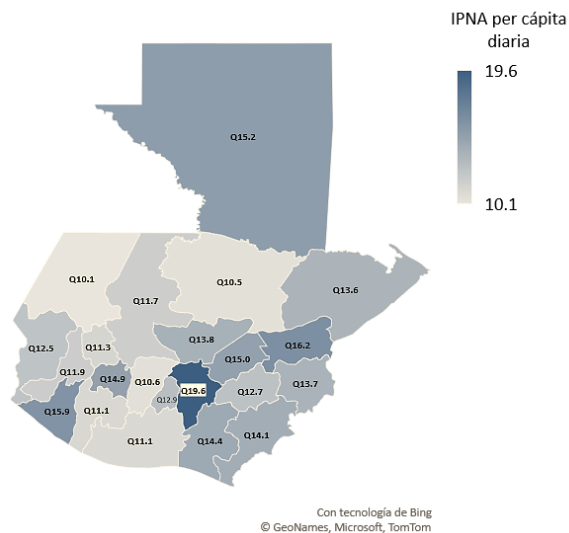 IPNA per cápita
diaria
19.6
10.1
Q15.2
Q10.1
Q10.5
Q13.6
Q11.7
Q13.8
Q16.2
Q12.5
Q11.3
Q15.0
Q11.9
Q14.9
Q10.6
Q13.7
Q19.6
Q12.7
Q12.9
Q15.9
Q11.1
Q11.1
Q14.4
Q14.1
Con tecnología de Bing
© GeoNames, Microsoft, TomTom